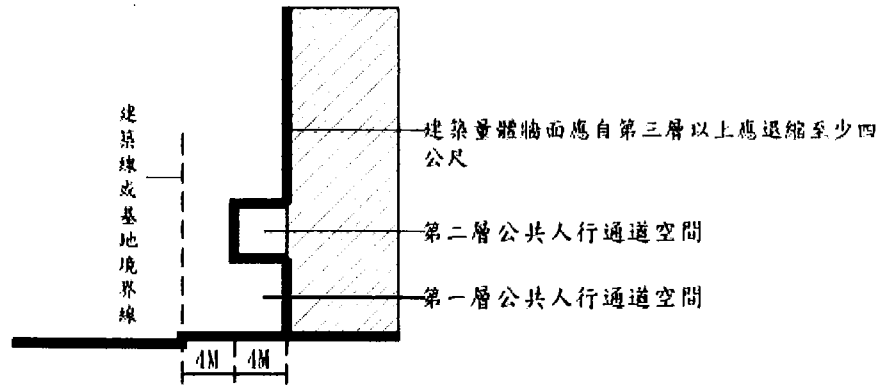 建築線或基地境界線
建築量體牆面應自第三層以上應退縮至少四
公尺
第二層公共人行通道空間
第一層公共人行通道空間
4M 4M